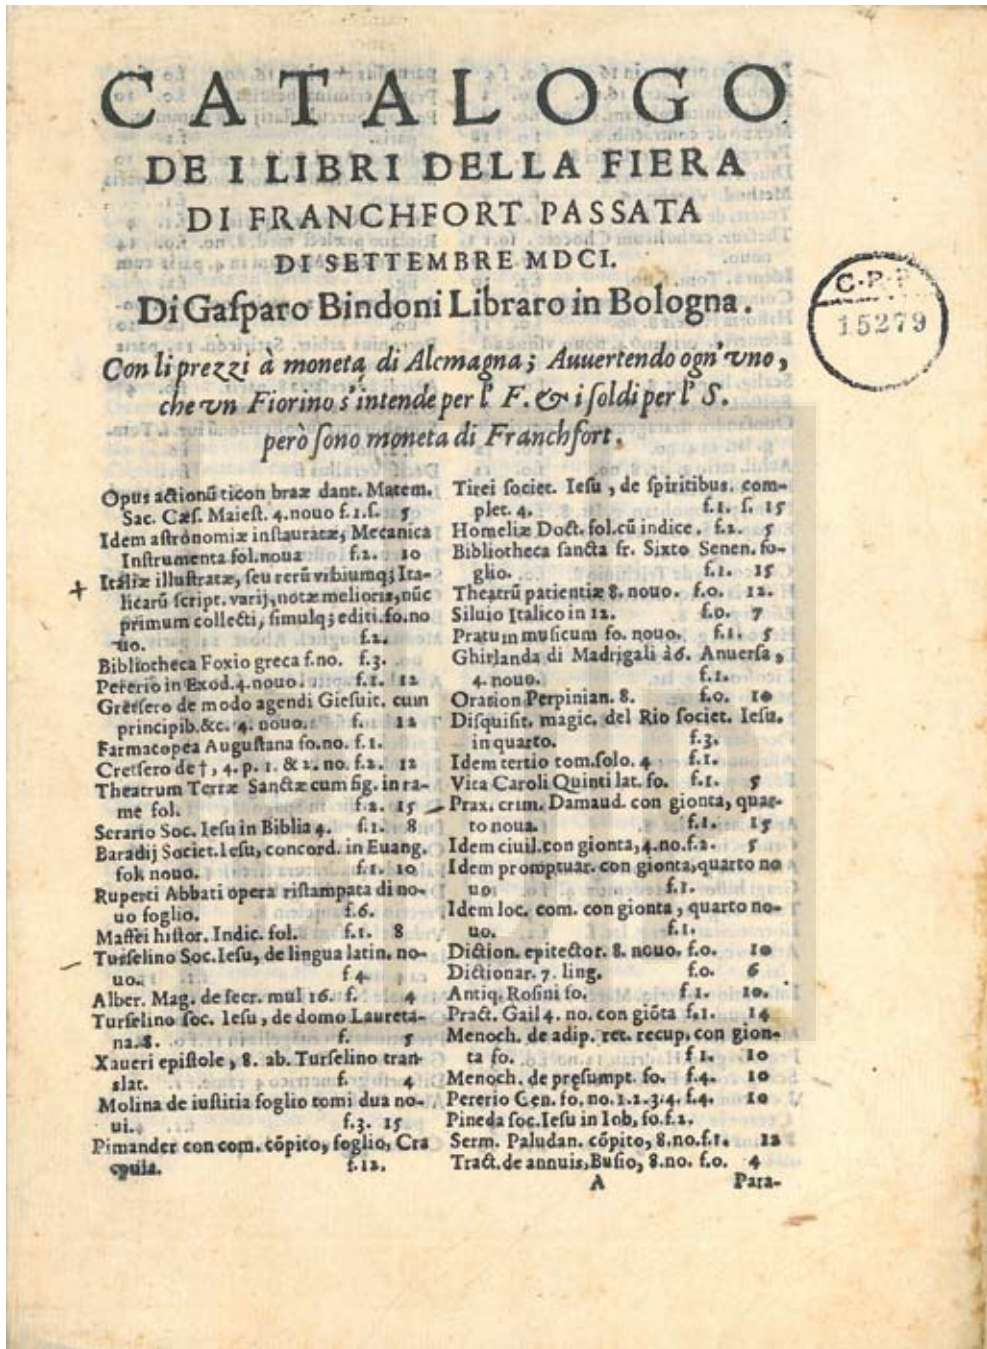 CATALOGO
DE I LIBRI DELLA FIERA
DI FRANCHFORT PASSATA
DI SETTEMBRE MDCI.
Di Gaſparo Bindoni Libraro in Bologna.
Con li prezzi à moneta di Alemagna; Auuertendo ogn'vno,
che vn Fiorino s'intende per l' F. & i ſoldi per l' S.
però ſono moneta di Franchfort.
C.P.P.
15279
Opus actionũ ticon braæ dant. Matem.
Sac. Cæſ. Maieſt. 4. nouo f.1.ſ. 5
Idem aſtronomiæ inſtauratæ, Mecanica
Inſtrumenta fol. noua f.2. 10
Italiæ illuſtratæ, ſeu rerũ vrbiumq; Ita-
licarũ ſcript. varij, notæ melioris, nũc
primum collecti, ſimulq; editi. fo. no
uo. f.2.
Bibliotheca Foxio greca f. no. f.3.
Pererio in Exod. 4. nouo. f.1. 12
Gretſero de modo agendi Gieſuit. cum
principib. &c. 4. nouo. f. 12
Farmacopea Auguſtana fo. no. f.1.
Cretſero de †, 4. p. 1. & 2. no. f.2. 12
Theatrum Terræ Sanctæ cum fig. in ra-
me fol. f.2. 15
Serario Soc. Ieſu in Biblia 4. f.1. 8
Baradij Societ. Ieſu, concord. in Euang.
fol. nouo. f.1. 10
Ruperti Abbati opera riſtampata di no-
uo foglio. f.6.
Maffei hiſtor. Indic. fol. f.1. 8
Turſelino Soc. Ieſu, de lingua latin. no-
uo. f 4
Alber. Mag. de ſecr. mul 16. f. 4
Turſelino ſoc. Ieſu, de domo Laureta-
na. 8. f. 5
Xaueri epiſtole, 8. ab. Turſelino tran-
slat. f. 4
Molina de iuſtitia foglio tomi dua no-
ui. f.3. 15
Pimander con com. cõpito, foglio, Cra
f.12.
Tirei ſociet. Ieſu, de ſpiritibus. com-
plet. 4. f.1. ſ. 15
Homeliæ Doct. fol. cũ indice. f.2. 5
Bibliotheca ſancta fr. Sixto Senen. fo-
glio. f.1. 15
Theatrũ patientiæ 8. nouo. f.0. 12.
Siluio Italico in 12. f.0. 7
Pratum muſicum fo. nouo. f.1. 5
Ghirlanda di Madrigali à 6. Anuerſa,
4. nouo. f.1.
Oration Perpinian. 8. f.0. 10
Diſquiſit. magic. del Rio ſociet. Ieſu.
in quarto. f.3.
Idem tertio tom. ſolo. 4 f.1.
Vita Caroli Quinti lat. fo. f.1. 5
Prax. crim. Damaud. con gionta, quar-
to noua. f.1. 15
Idem ciuil. con gionta, 4. no. f.2. 5
Idem promptuar. con gionta, quarto no
uo f.1.
Idem loc. com. con gionta, quarto no-
uo. f.1.
Diction. epitector. 8. nouo. f.0. 10
Dictionar. 7. ling. f.0. 6
Antiq. Roſini fo. f.1. 10.
Pract. Gail 4. no. con giõta f.1. 14
Menoch. de adip. ret. recup. con gion-
ta fo. f 1. 10
Menoch. de pręſumpt. fo. f.4. 10
Pererio Gen. fo. no. 1.2.3.4. f.4. 10
Pineda ſoc. Ieſu in Iob, fo. f.2.
Serm. Paludan. cõpito, 8. no. f.1. 12
Tract. de annuis, Buſio, 8. no. f.0. 4
A Para-